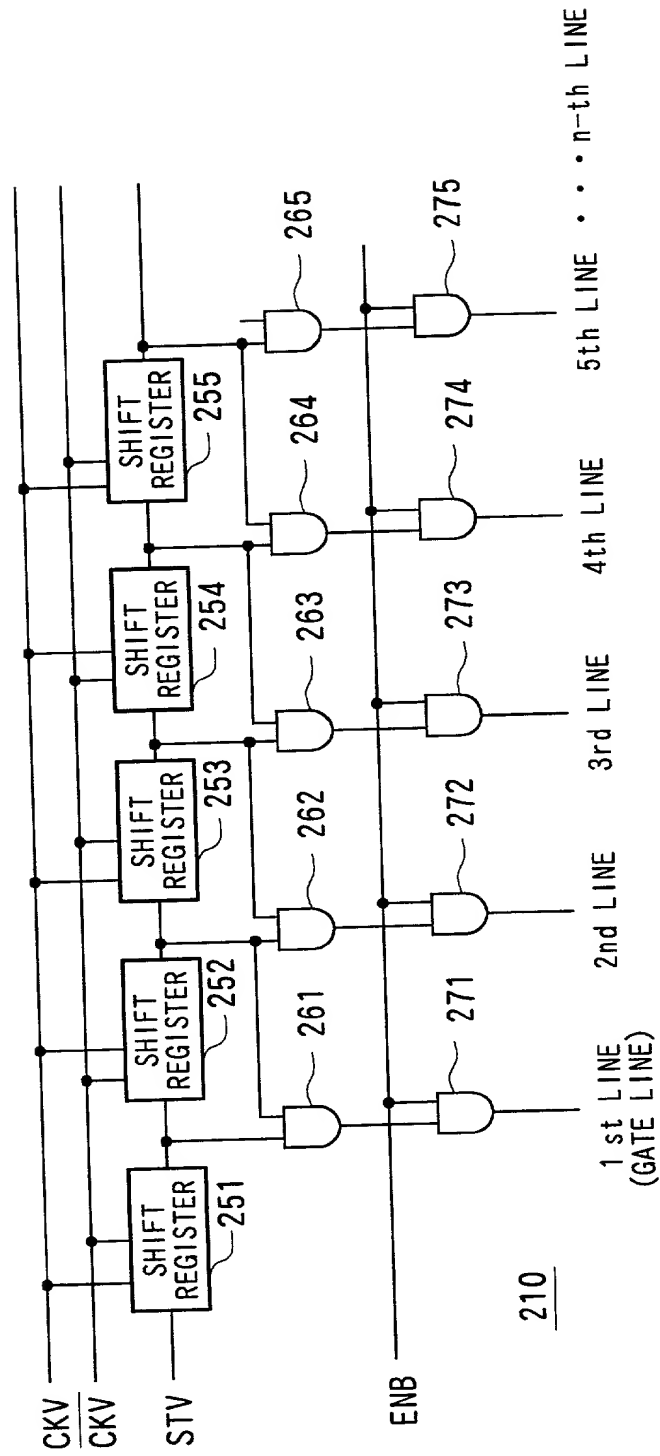 CKV
C̅K̅V̅
STV
SHIFT
REGISTER
251
SHIFT
REGISTER
252
SHIFT
REGISTER
253
SHIFT
REGISTER
254
SHIFT
REGISTER
255
261
262
263
264
265
ENB
271
272
273
274
275
1st LINE
(GATE LINE)
2nd LINE
3rd LINE
4th LINE
5th LINE ・・・n-th LINE
210